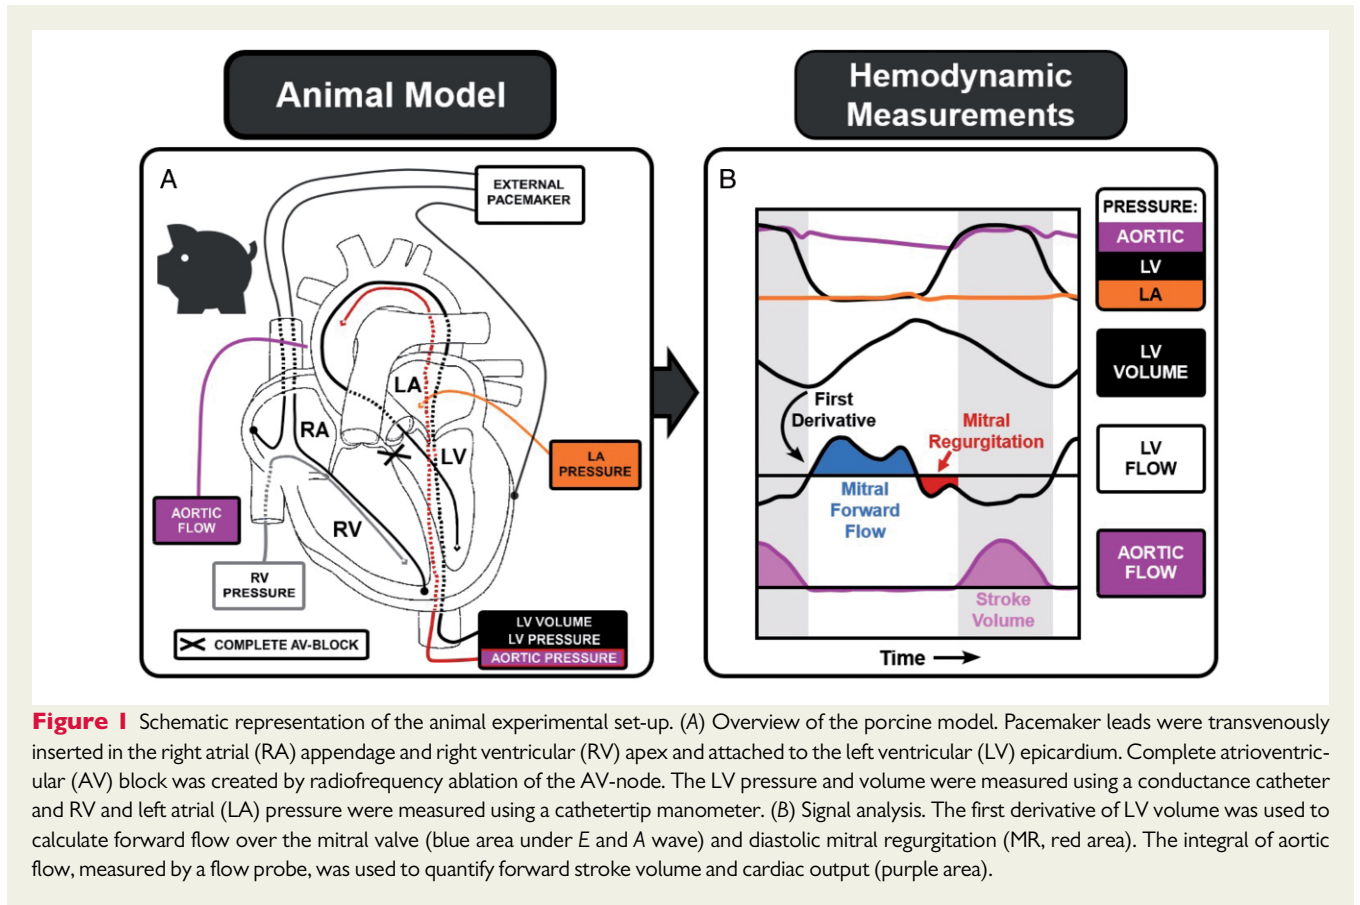 Animal Model
Hemodynamic
Measurements
A
EXTERNAL
PACEMAKER
LA
RA
LV
RV
LA
PRESSURE
AORTIC
FLOW
RV
PRESSURE
COMPLETE AV-BLOCK
LV VOLUME
LV PRESSURE
AORTIC PRESSURE
B
PRESSURE:
AORTIC
LV
LA
LV
VOLUME
First
Derivative
Mitral
Regurgitation
LV
FLOW
Mitral
Forward
Flow
AORTIC
FLOW
Stroke
Volume
Time
Figure 1 Schematic representation of the animal experimental set-up. (A) Overview of the porcine model. Pacemaker leads were transvenously
inserted in the right atrial (RA) appendage and right ventricular (RV) apex and attached to the left ventricular (LV) epicardium. Complete atrioventric-
ular (AV) block was created by radiofrequency ablation of the AV-node. The LV pressure and volume were measured using a conductance catheter
and RV and left atrial (LA) pressure were measured using a cathetertip manometer. (B) Signal analysis. The first derivative of LV volume was used to
calculate forward flow over the mitral valve (blue area under E and A wave) and diastolic mitral regurgitation (MR, red area). The integral of aortic
flow, measured by a flow probe, was used to quantify forward stroke volume and cardiac output (purple area).